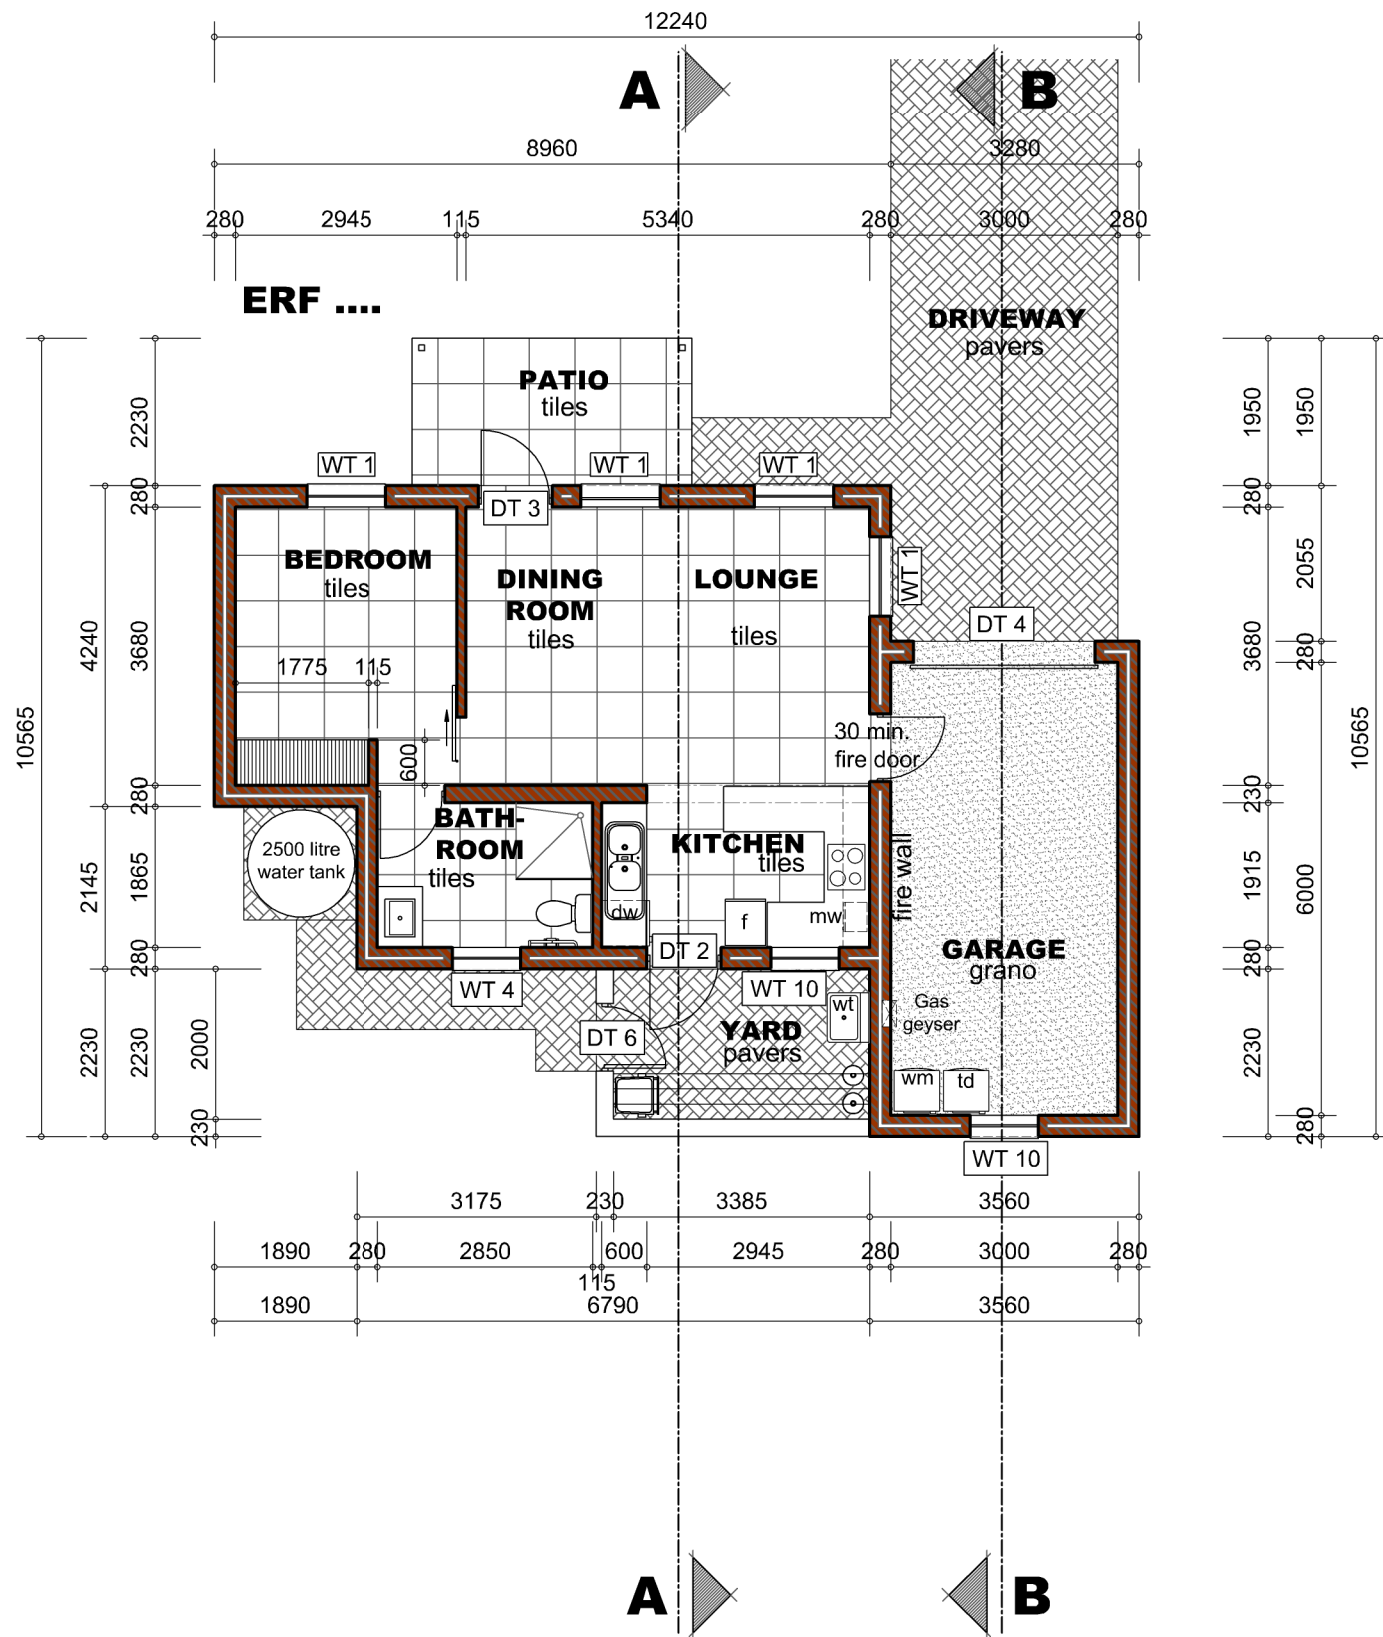 12240
A
B
8960
3280
280
2945
115
5340
280
3000
280
ERF ....
DRIVEWAY
pavers
PATIO
tiles
WT 1
WT 1
WT 1
DT 3
BEDROOM
tiles
DINING
ROOM
tiles
LOUNGE
tiles
WT 1
DT 4
1775
115
600
30 min.
fire door
BATH-
ROOM
tiles
KITCHEN
tiles
2500 litre
water tank
dw
f
mw
fire wall
GARAGE
grano
DT 2
WT 4
WT 10
wt
Gas
geyser
DT 6
YARD
pavers
wm
td
WT 10
10565
4240
2145
2230
2230
280
3680
280
1865
280
2230
2000
230
1950
280
2055
3680
230
1915
280
2230
1950
280
6000
280
10565
3175
230
3385
3560
1890
280
2850
600
2945
280
3000
280
115
1890
6790
3560
A
B